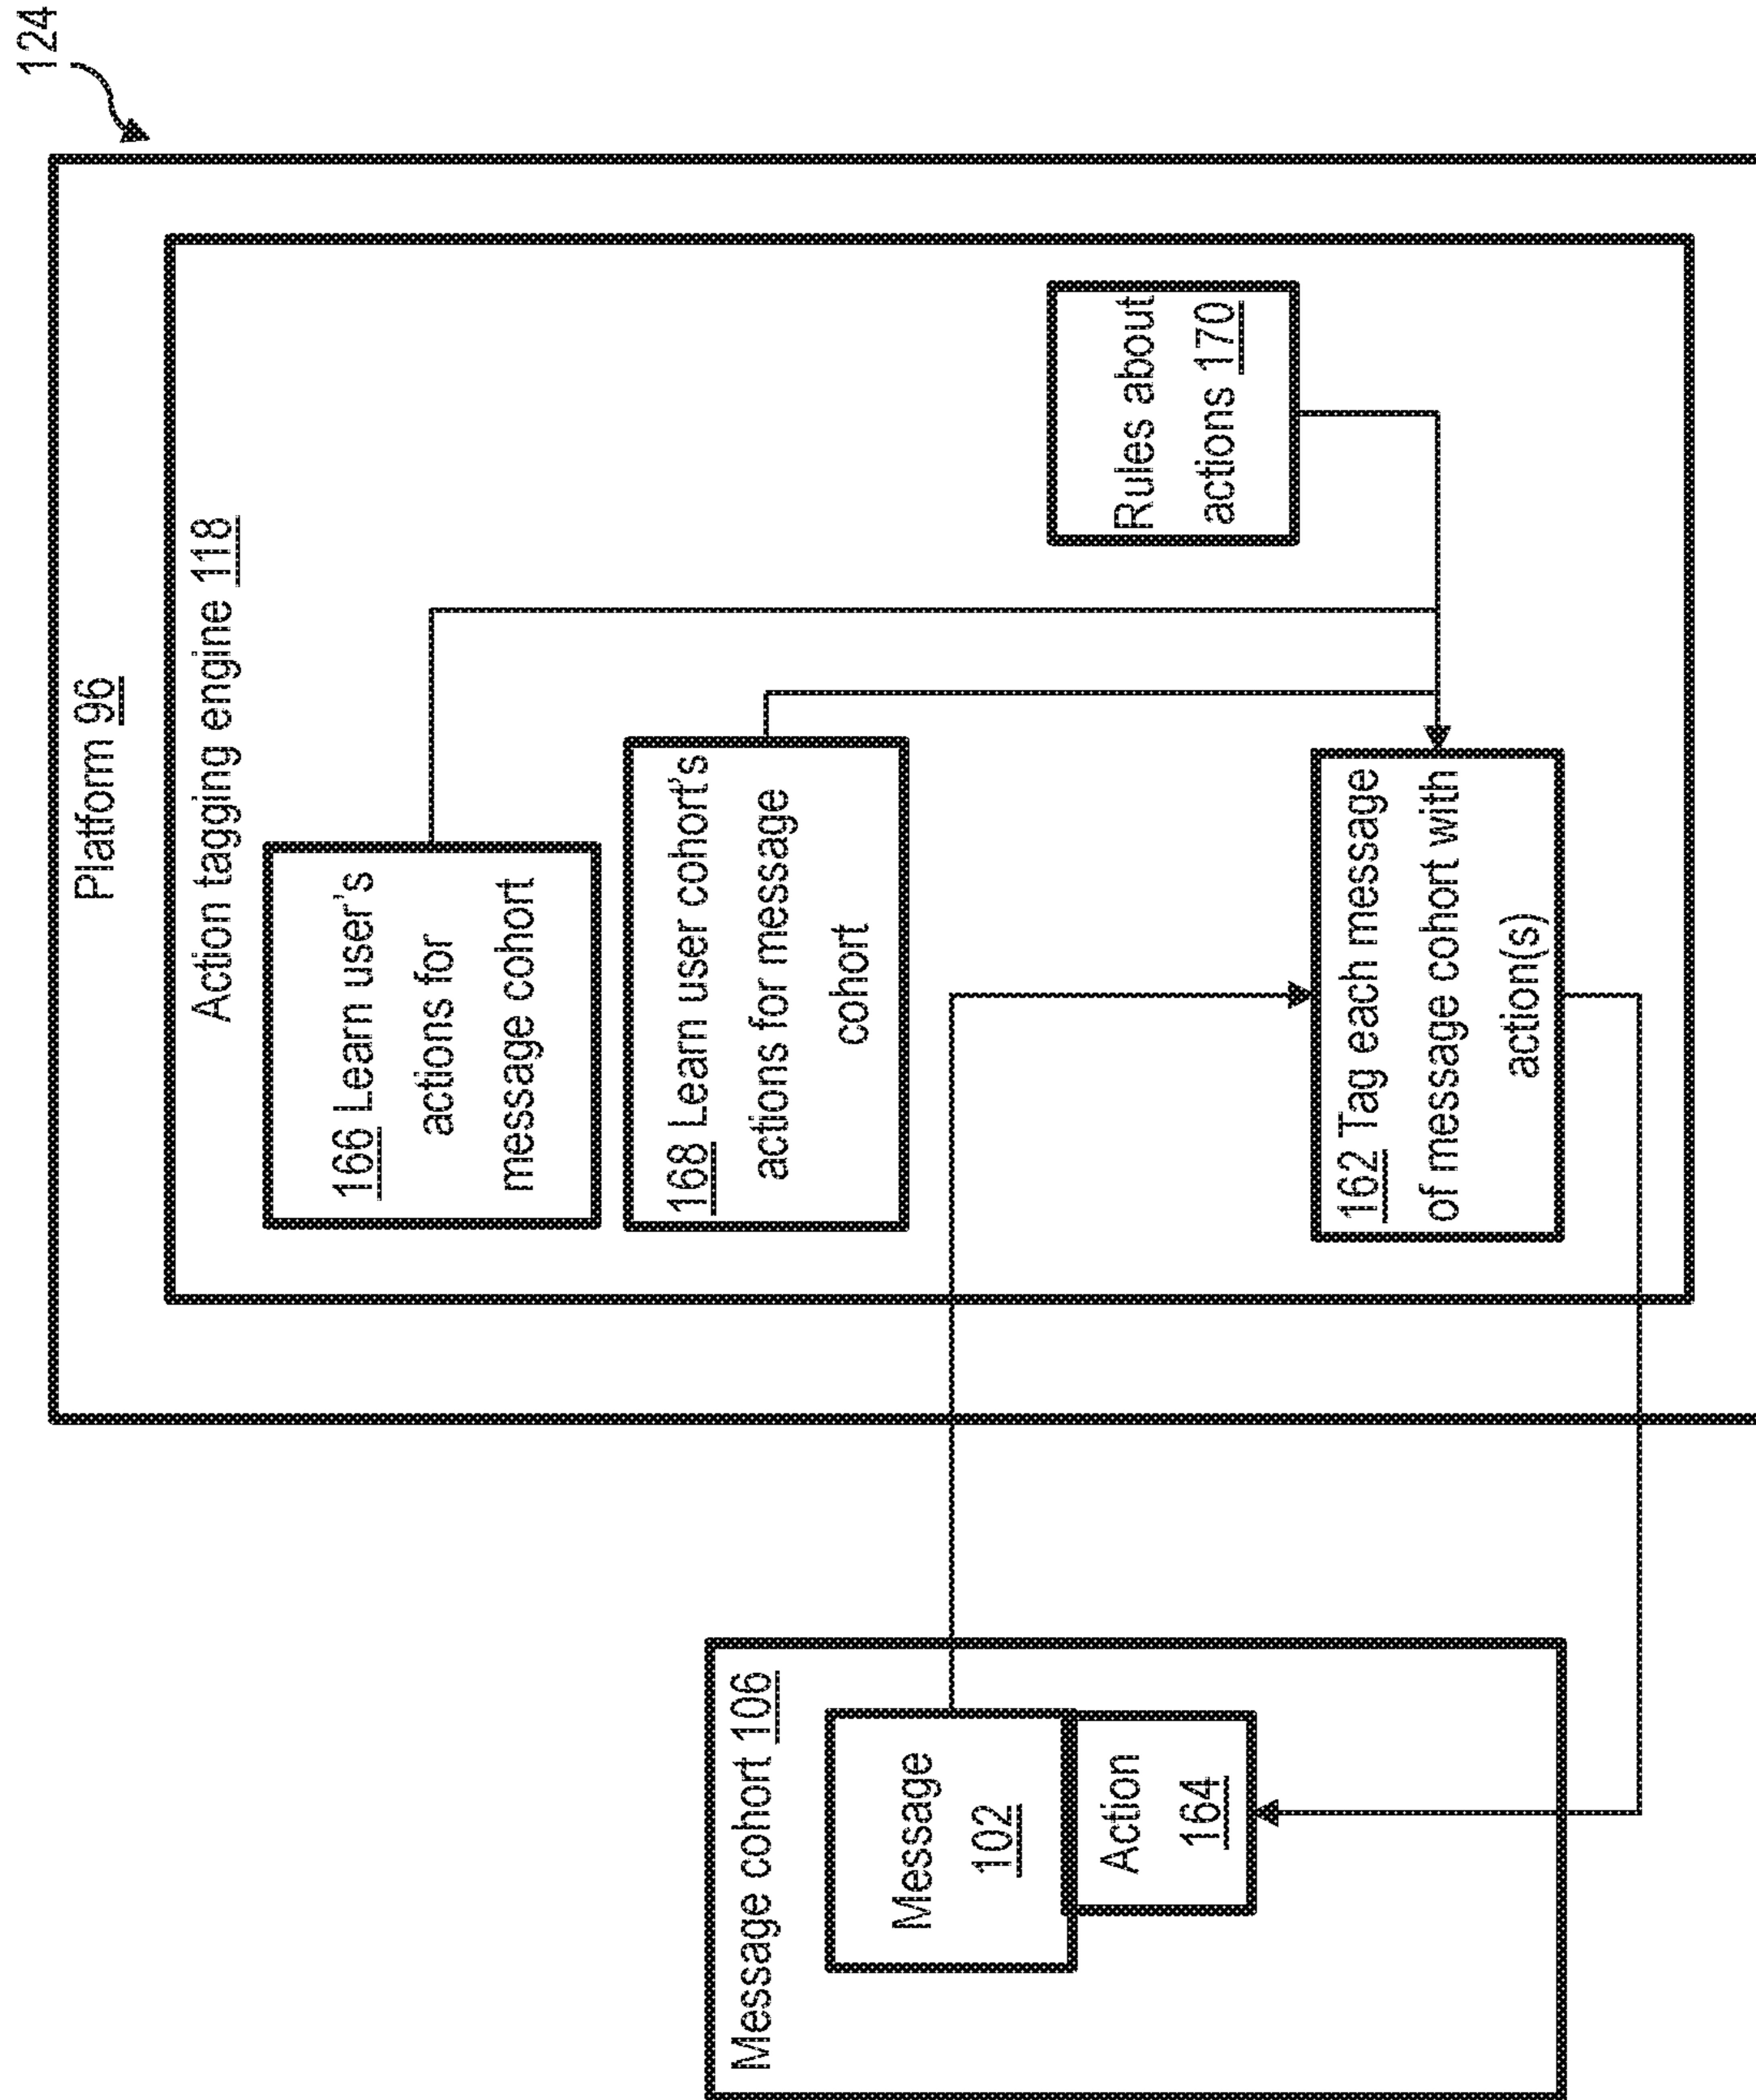 124
Platform 96
Action tagging engine 118
166 Learn user's
actions for
message cohort
168 Learn user cohort's
actions for message
cohort
Rules about
actions 170
162 Tag each message
of message cohort with
action(s)
Message cohort 106
Message
102
Action
164